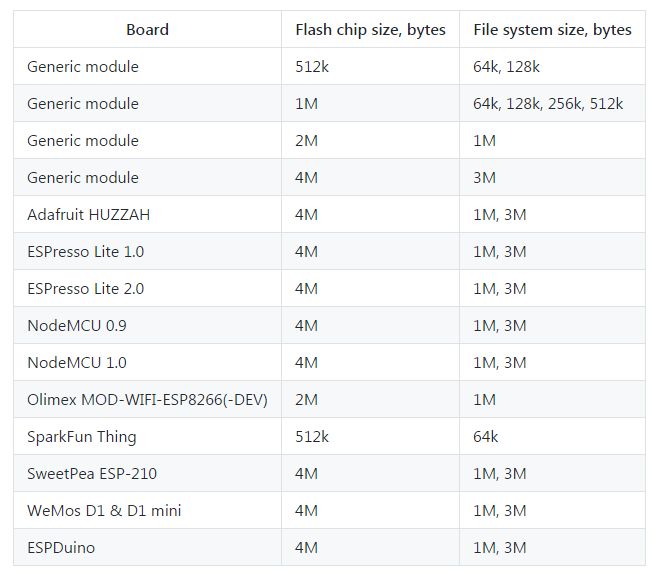 Board Flash chip size, bytes File system size, bytes
Generic module 512k 64k, 128k
Generic module 1M 64k, 128k, 256k, 512k
Generic module 2M 1M
Generic module 4M 3M
Adafruit HUZZAH 4M 1M, 3M
ESPresso Lite 1.0 4M 1M, 3M
ESPresso Lite 2.0 4M 1M, 3M
NodeMCU 0.9 4M 1M, 3M
NodeMCU 1.0 4M 1M, 3M
Olimex MOD-WIFI-ESP8266(-DEV) 2M 1M
SparkFun Thing 512k 64k
SweetPea ESP-210 4M 1M, 3M
WeMos D1 & D1 mini 4M 1M, 3M
ESPDuino 4M 1M, 3M